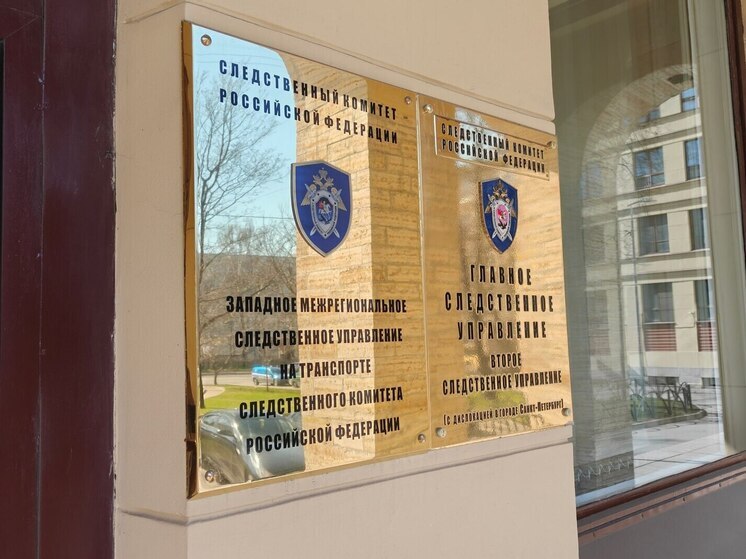 СЛЕДСТВЕННЫЙ КОМИТЕТ
РОССИЙСКОЙ ФЕДЕРАЦИИ
ЗАПАДНОЕ МЕЖРЕГИОНАЛЬНОЕ
СЛЕДСТВЕННОЕ УПРАВЛЕНИЕ
НА ТРАНСПОРТЕ
СЛЕДСТВЕННОГО КОМИТЕТА
РОССИЙСКОЙ ФЕДЕРАЦИИ
СЛЕДСТВЕННЫЙ КОМИТЕТ
РОССИЙСКОЙ ФЕДЕРАЦИИ
ГЛАВНОЕ
СЛЕДСТВЕННОЕ
УПРАВЛЕНИЕ
ВТОРОЕ
СЛЕДСТВЕННОЕ УПРАВЛЕНИЕ
(с дислокацией в городе Санкт-Петербург)